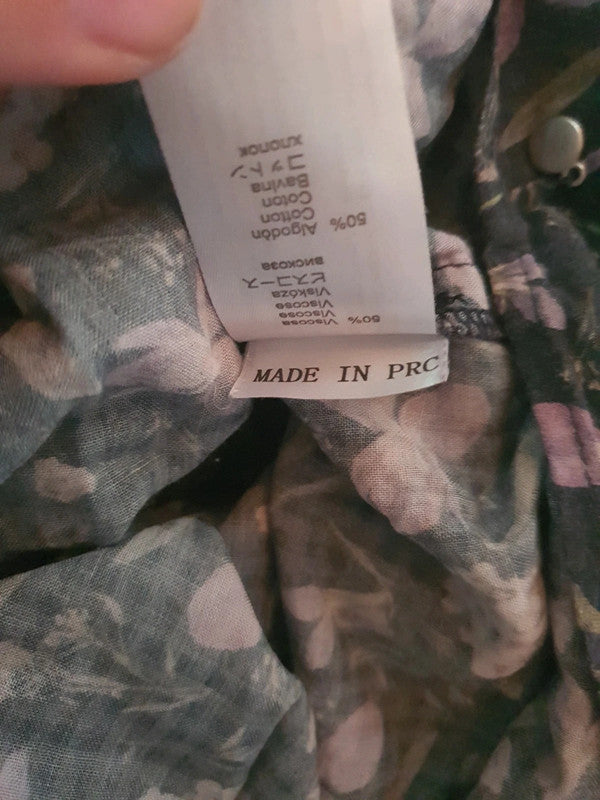 50% Viscosa
Viscose
Viskóza
ビスコース
вискоза
50% Algodón
Cotton
Coton
Bavlna
コットン
хлопок
MADE IN PRC